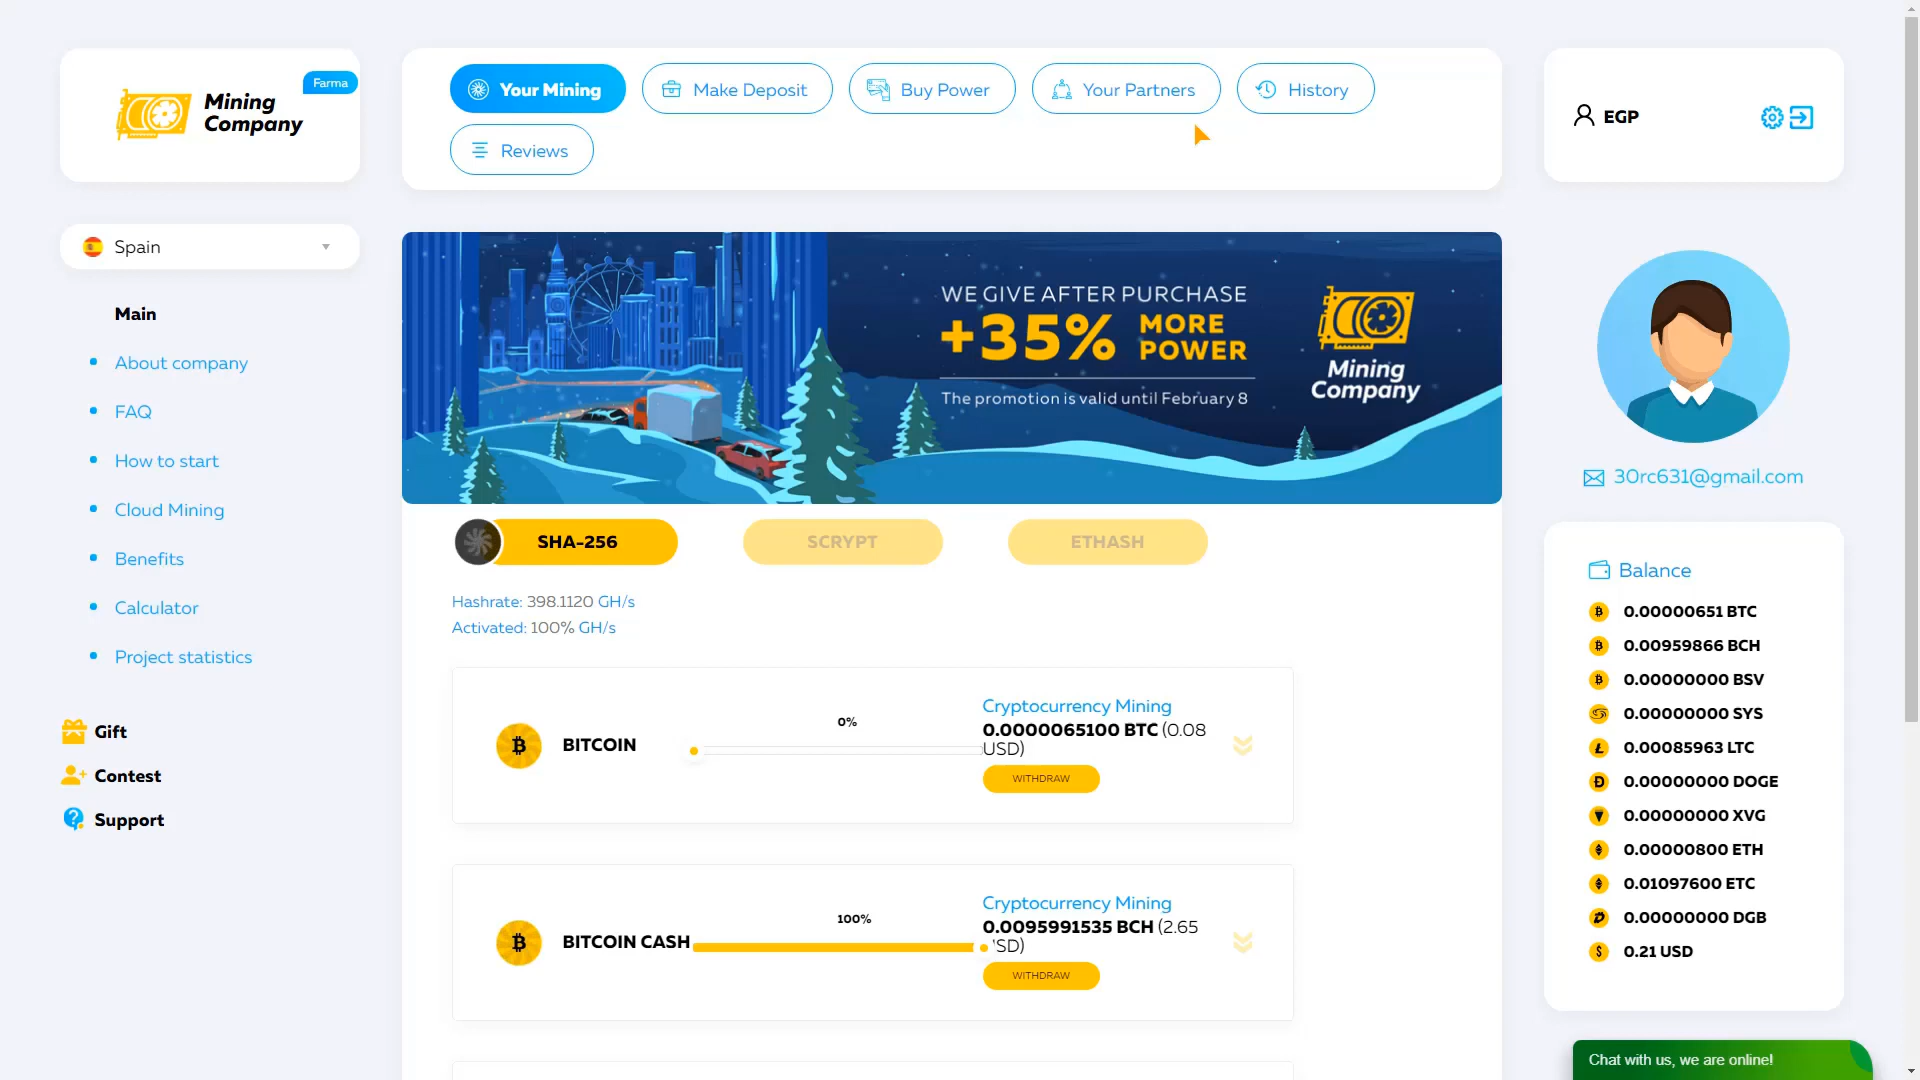 Farma
Mining
Company
Your Mining
Make Deposit
Buy Power
Your Partners
History
Reviews
EGP
Spain
Main
About company
FAQ
How to start
Cloud Mining
Benefits
Calculator
Project statistics
Gift
Contest
Support
WE GIVE AFTER PURCHASE
+35% MORE POWER
The promotion is valid until February 8
Mining
Company
SHA-256
SCRYPT
ETHASH
Hashrate: 398.1120 GH/s
Activated: 100% GH/s
BITCOIN
0%
Cryptocurrency Mining
0.0000065100 BTC (0.08
USD)
WITHDRAW
BITCOIN CASH
100%
Cryptocurrency Mining
0.0095991535 BCH (2.65
USD)
WITHDRAW
30rc631@gmail.com
Balance
0.00000651 BTC
0.00959866 BCH
0.00000000 BSV
0.00000000 SYS
0.00085963 LTC
0.00000000 DOGE
0.00000000 XVG
0.00000800 ETH
0.01097600 ETC
0.00000000 DGB
0.21 USD
Chat with us, we are online!